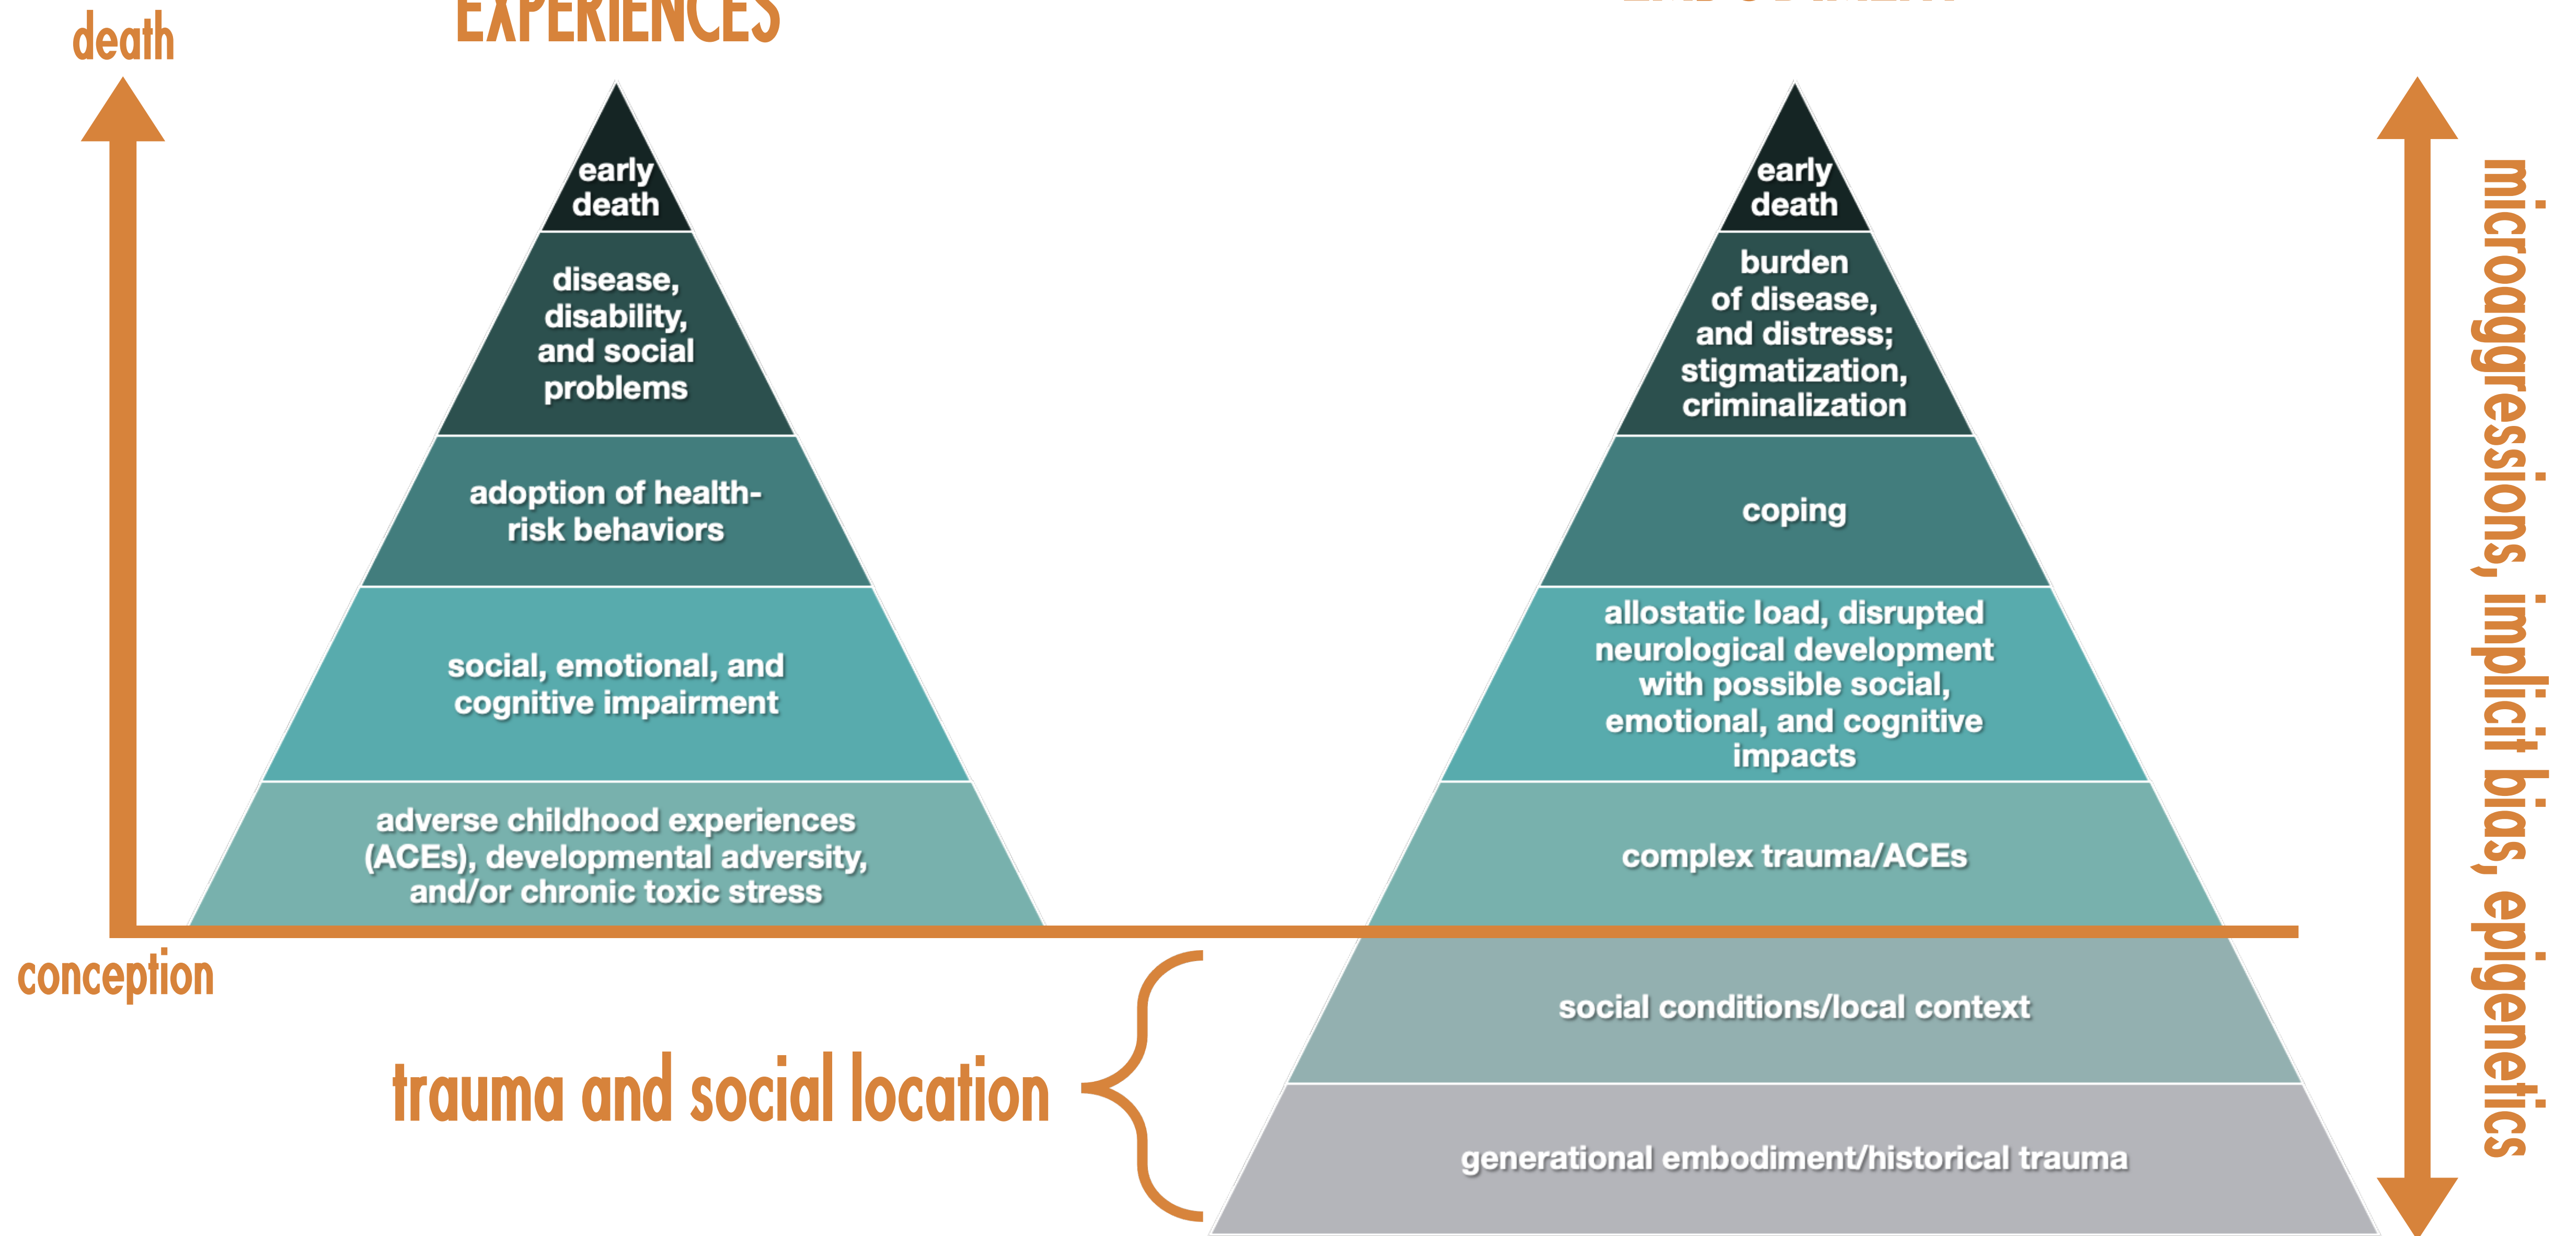 death
EXPERIENCES
early
death
disease,
disability,
and social
problems
adoption of health-
risk behaviors
social, emotional, and
cognitive impairment
adverse childhood experiences
(ACEs), developmental adversity,
and/or chronic toxic stress
conception
early
death
burden
of disease,
and distress;
stigmatization,
criminalization
coping
allostatic load, disrupted
neurological development
with possible social,
emotional, and cognitive
impacts
complex trauma/ACEs
social conditions/local context
generational embodiment/historical trauma
trauma and social location
microaggressions, implicit bias, epigenetics